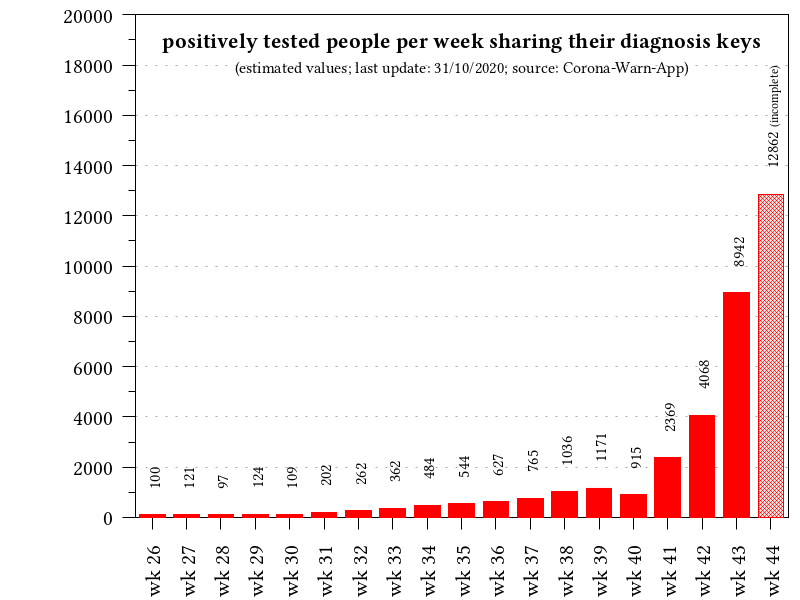 positively tested people per week sharing their diagnosis keys
(estimated values; last update: 31/10/2020; source: Corona-Warn-App)
20000
18000
16000
14000
12000
10000
8000
6000
4000
2000
0
100
121
97
124
109
202
262
362
484
544
627
765
1036
1171
915
2369
4068
8942
12862 (incomplete)
wk 26
wk 27
wk 28
wk 29
wk 30
wk 31
wk 32
wk 33
wk 34
wk 35
wk 36
wk 37
wk 38
wk 39
wk 40
wk 41
wk 42
wk 43
wk 44